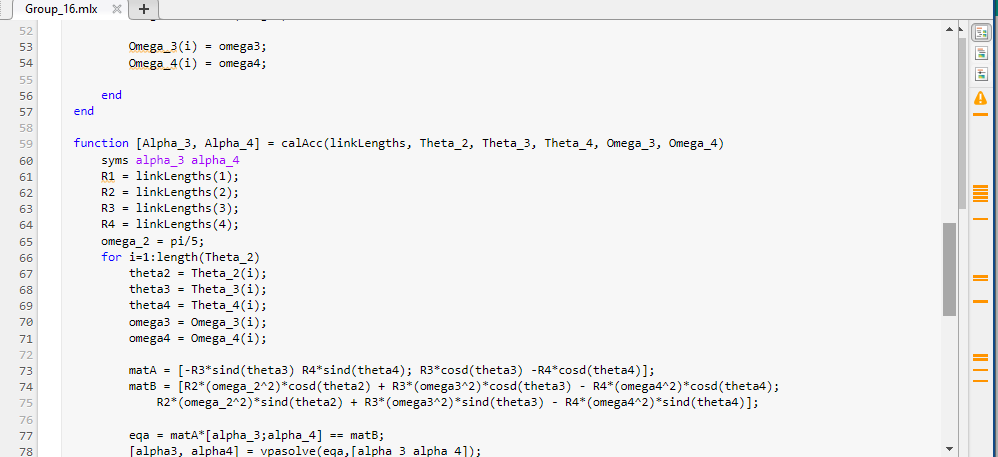 Group_16.mlx
52
53 Omega_3(i) = omega3;
54 Omega_4(i) = omega4;
55
56 end
57 end
58
59 function [Alpha_3, Alpha_4] = calAcc(linkLengths, Theta_2, Theta_3, Theta_4, Omega_3, Omega_4)
60 syms alpha_3 alpha_4
61 R1 = linkLengths(1);
62 R2 = linkLengths(2);
63 R3 = linkLengths(3);
64 R4 = linkLengths(4);
65 omega_2 = pi/5;
66 for i=1:length(Theta_2)
67 theta2 = Theta_2(i);
68 theta3 = Theta_3(i);
69 theta4 = Theta_4(i);
70 omega3 = Omega_3(i);
71 omega4 = Omega_4(i);
72
73 matA = [-R3*sind(theta3) R4*sind(theta4); R3*cosd(theta3) -R4*cosd(theta4)];
74 matB = [R2*(omega_2^2)*cosd(theta2) + R3*(omega3^2)*cosd(theta3) - R4*(omega4^2)*cosd(theta4);
75 R2*(omega_2^2)*sind(theta2) + R3*(omega3^2)*sind(theta3) - R4*(omega4^2)*sind(theta4)];
76
77 eqa = matA*[alpha_3;alpha_4] == matB;
78 [alpha3, alpha4] = vpasolve(eqa,[alpha_3 alpha_4]);